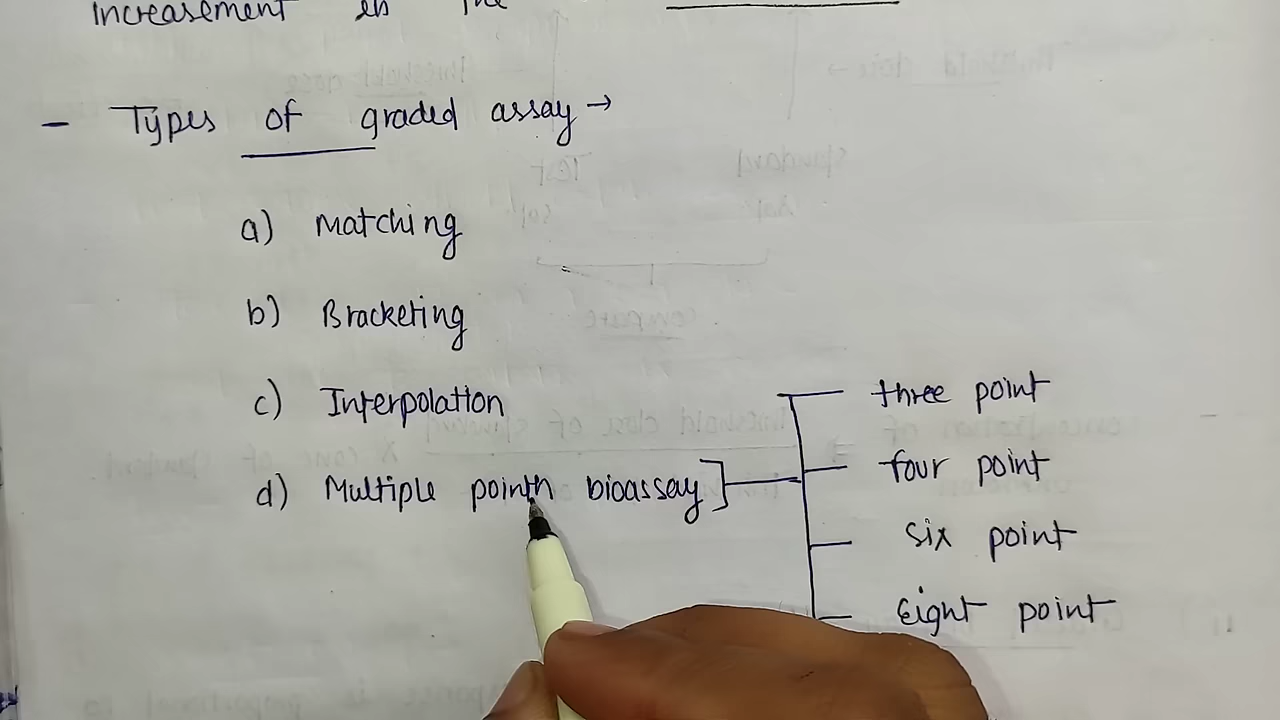 Increasement in the
- Types of graded assay →
a) Matching
b) Bracketing
c) Interpolation
d) Multiple pointh bioassay
three point
four point
six point
Eight point